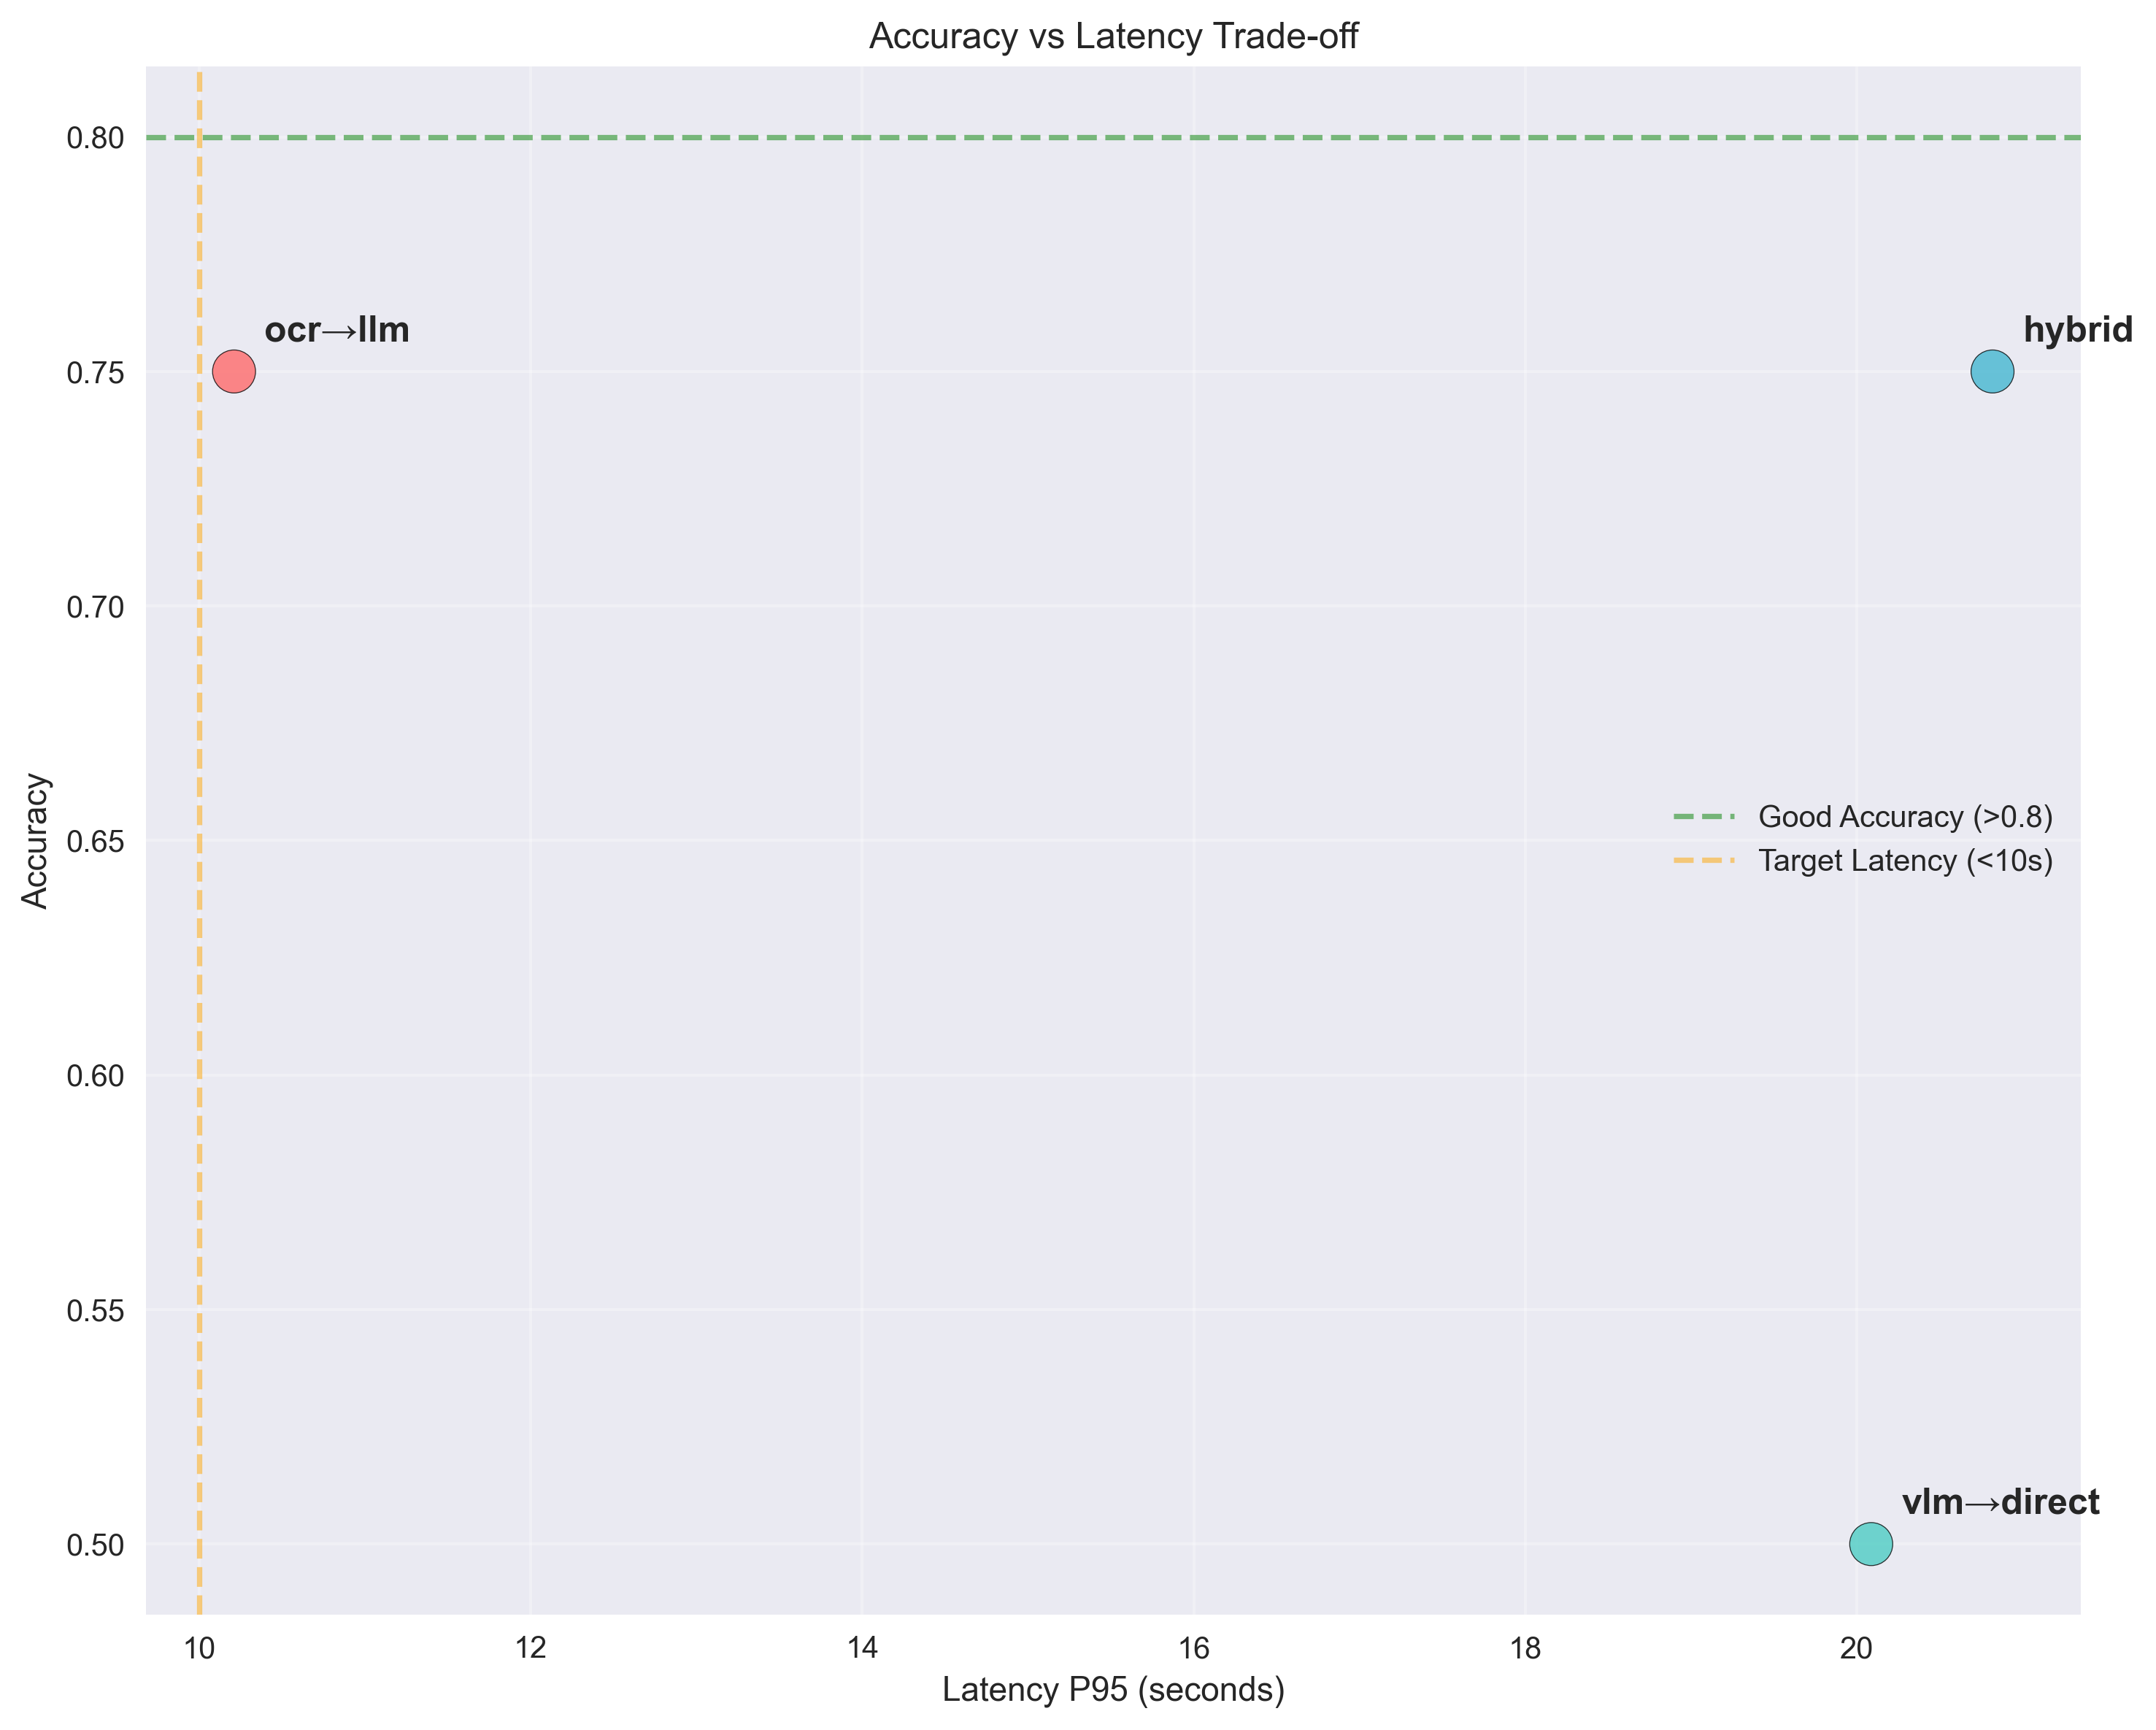 Accuracy vs Latency Trade-off
0.80
ocr→llm
hybrid
0.75
0.70
Good Accuracy (>0.8)
0.65
Target Latency (<10s)
Accuracy
0.60
0.55
vlm→direct
0.50
10 12 14 16 18 20
Latency P95 (seconds)